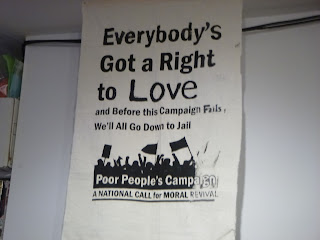 Everybody's
Got a Right
to Love
and Before this Campaign Fails,
We'll All Go Down to Jail
Poor People's Campaign
A NATIONAL CALL for MORAL REVIVAL